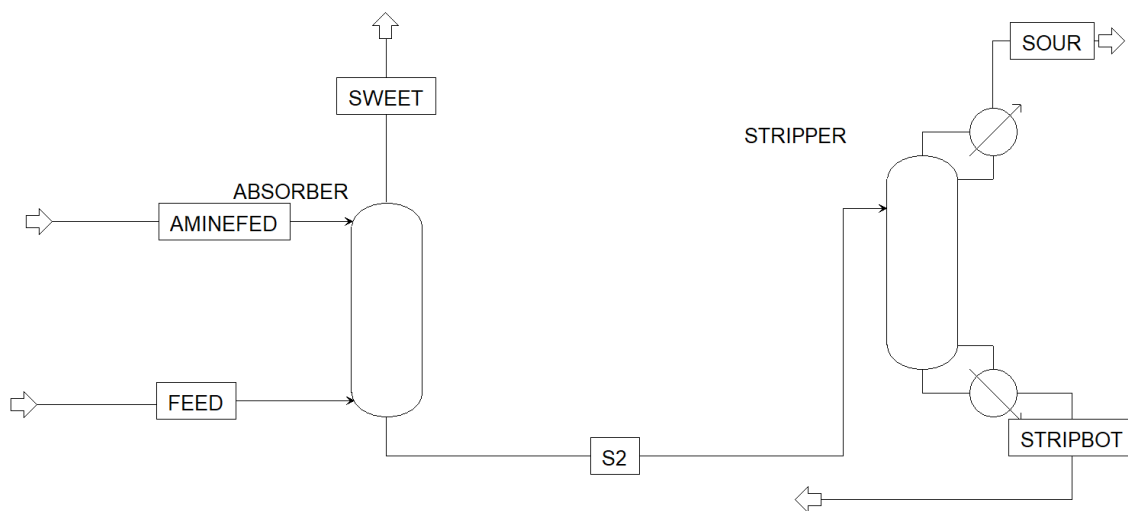 SOUR
SWEET
STRIPPER
ABSORBER
AMINEFED
FEED
STRIPBOT
S2